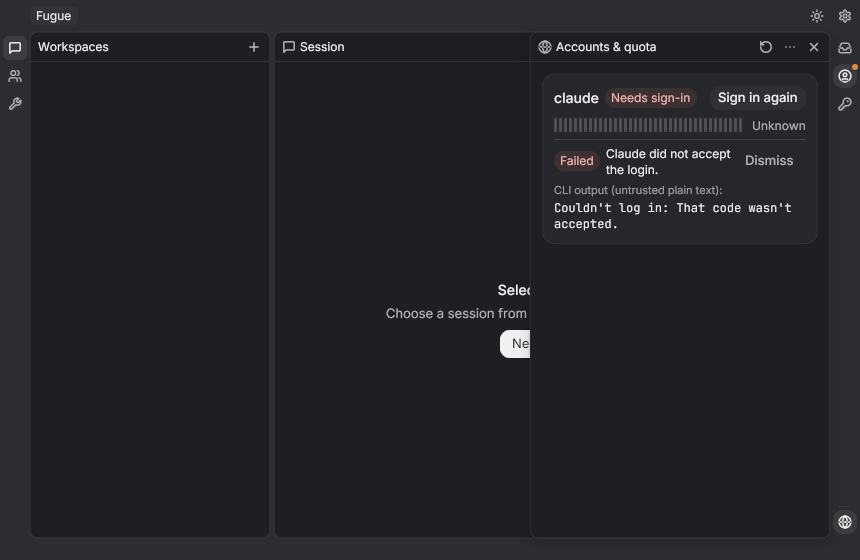 Fugue
Workspaces
Session
Accounts & quota
claude Needs sign-in Sign in again
Unknown
Failed Claude did not accept the login. Dismiss
CLI output (untrusted plain text):
Couldn't log in: That code wasn't
accepted.
Selec
Choose a session from
Ne